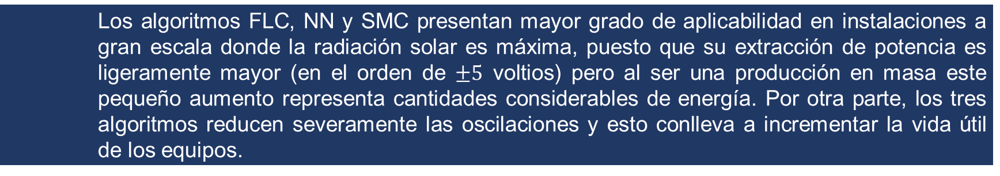 Los algoritmos FLC, NN y SMC presentan mayor grado de aplicabilidad en instalaciones a
gran escala donde la radiación solar es máxima, puesto que su extracción de potencia es
ligeramente mayor (en el orden de ±5 voltios) pero al ser una producción en masa este
pequeño aumento representa cantidades considerables de energía. Por otra parte, los tres
algoritmos reducen severamente las oscilaciones y esto conlleva a incrementar la vida útil
de los equipos.